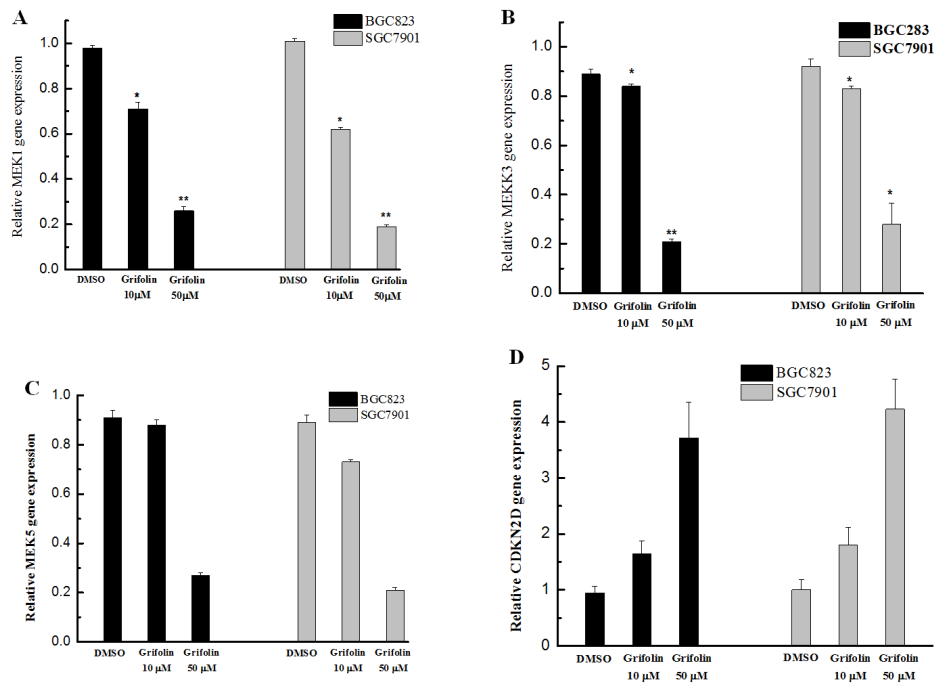 A
BGC823
SGC7901
Relative MEK1 gene expression
1.0
0.8
0.6
0.4
0.2
0.0
*
**
*
**
DMSO Grifolin Grifolin DMSO Grifolin Grifolin
10μM 50μM 10μM 50μM
B
BGC283
SGC7901
Relative MEKK3 gene expression
1.0
0.8
0.6
0.4
0.2
0.0
*
**
*
*
DMSO Grifolin Grifolin DMSO Grifolin Grifolin
10 μM 50 μM 10 μM 50 μM
C
BGC823
SGC7901
Relative MEK5 gene expression
1.0
0.8
0.6
0.4
0.2
0.0
DMSO Grifolin Grifolin DMSO Grifolin Grifolin
10 μM 50 μM 10 μM 50 μM
D
BGC823
SGC7901
Relative CDKN2D gene expression
5
4
3
2
1
0
DMSO Grifolin Grifolin DMSO Grifolin Grifolin
10 μM 50 μM 10 μM 50 μM